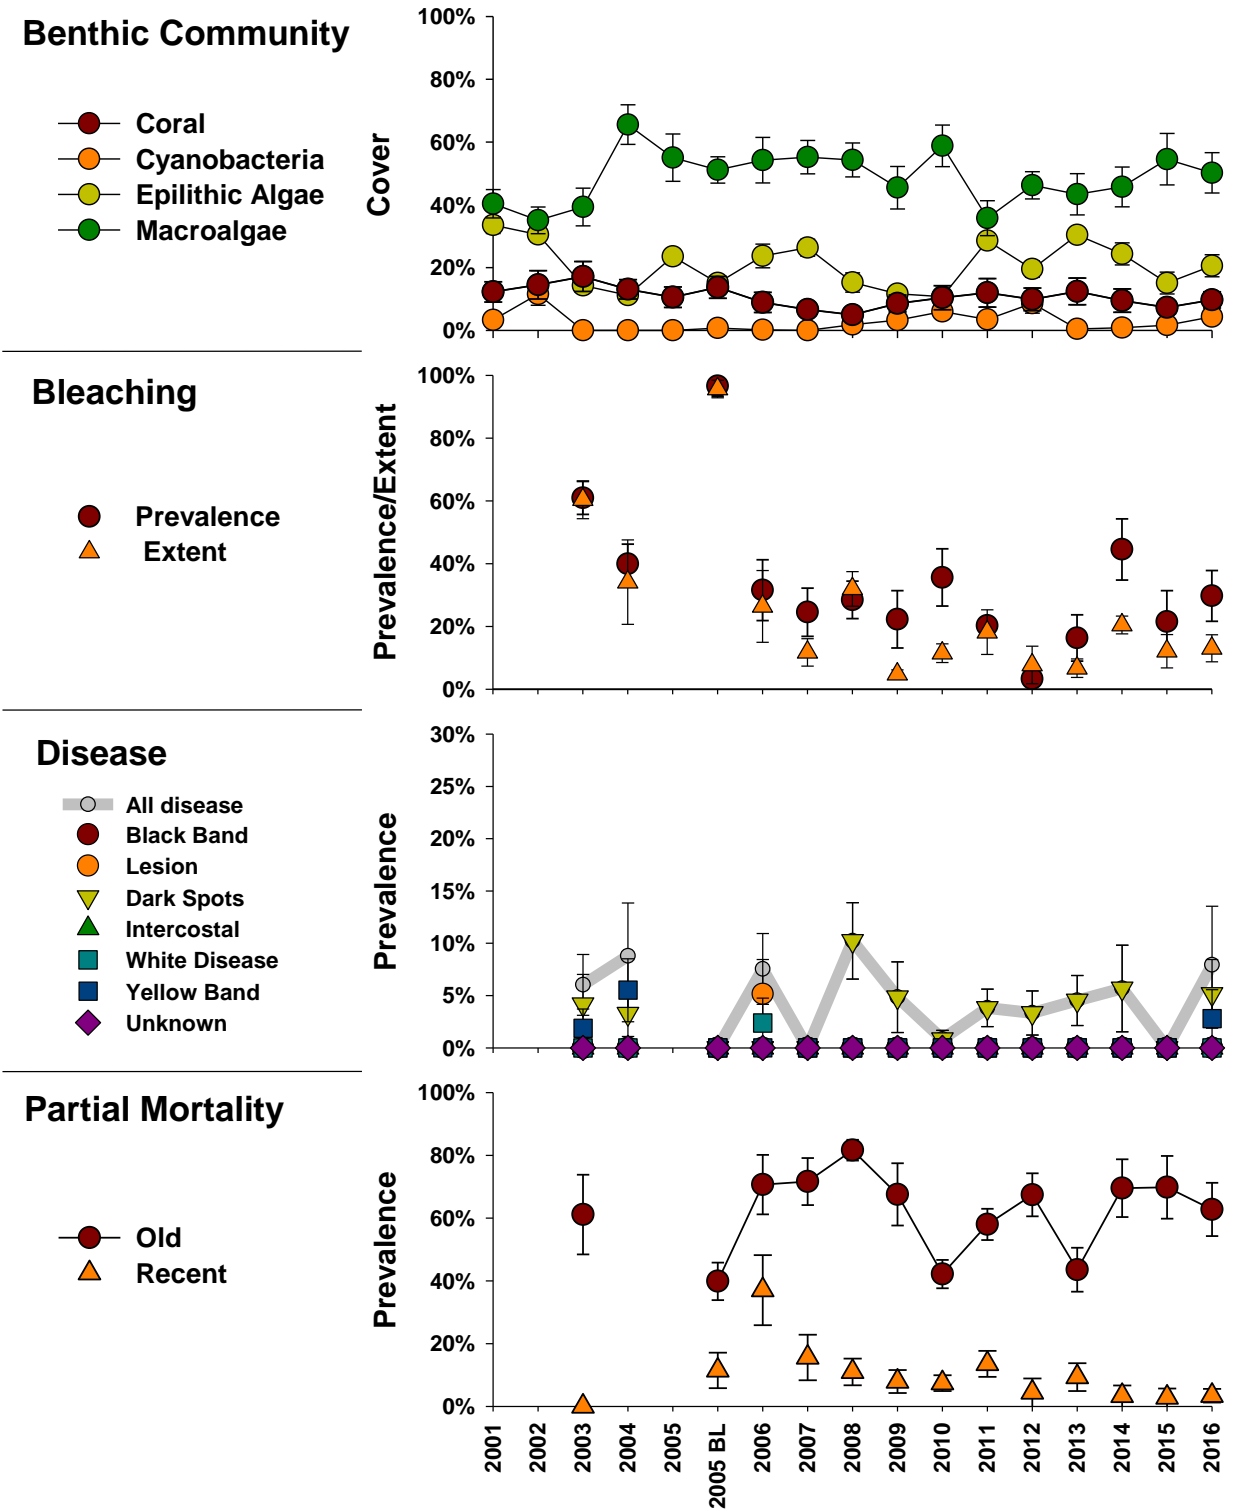 Benthic Community
Coral
Cyanobacteria
Epilithic Algae
Macroalgae
Cover
100%
80%
60%
40%
20%
0%
Bleaching
Prevalence
Extent
Prevalence/Extent
100%
80%
60%
40%
20%
0%
Disease
All disease
Black Band
Lesion
Dark Spots
Intercostal
White Disease
Yellow Band
Unknown
Prevalence
30%
25%
20%
15%
10%
5%
0%
Partial Mortality
Old
Recent
Prevalence
100%
80%
60%
40%
20%
0%
2001
2002
2003
2004
2005
2005 BL
2006
2007
2008
2009
2010
2011
2012
2013
2014
2015
2016